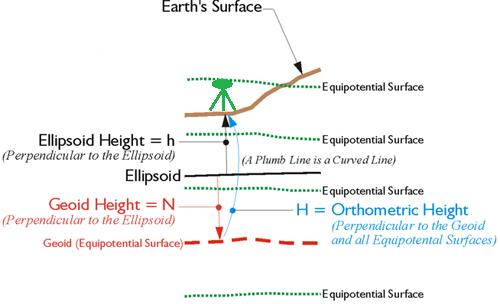 Earth's Surface
Equipotential Surface
Equipotential Surface
Ellipsoid Height = h
(Perpendicular to the Ellipsoid)
(A Plumb Line is a Curved Line)
Ellipsoid
Equipotential Surface
Geoid Height = N
(Perpendicular to the Ellipsoid)
H = Orthometric Height
(Perpendicular to the Geoid
and all Equipotental Surfaces)
Geoid (Equipotential Surface)
Equipotential Surface